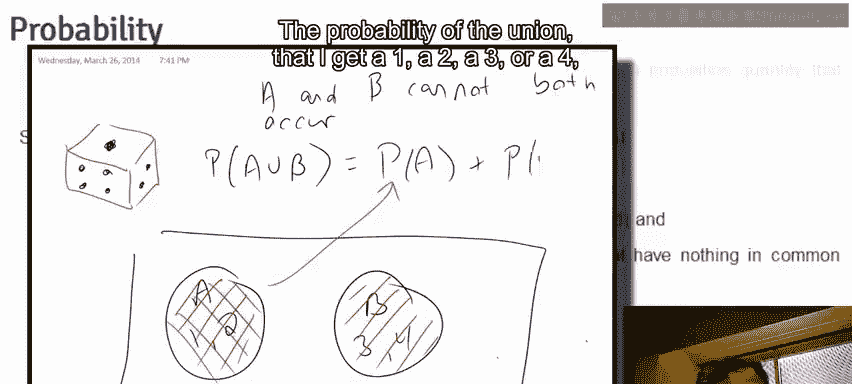 Probability
The probability of the union,
that I get a 1, a 2, a 3, or a 4,
Wednesday, March 26, 2014 7:41 PM
A and B cannot both
occur
P(A∪B) = P(A) + P(
and
have nothing in common
A
1, 2
B
3, 4